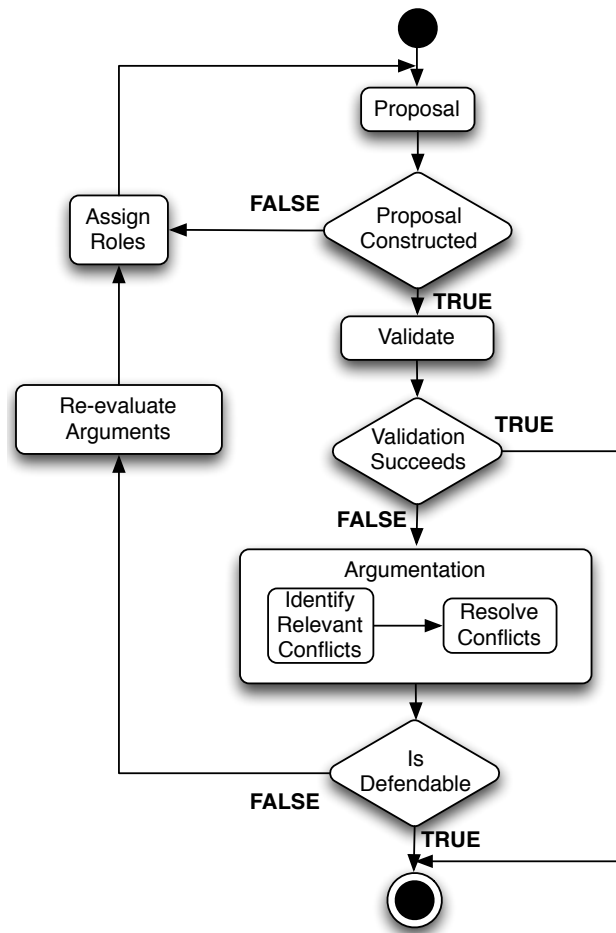 Proposal
FALSE
Assign
Roles
Proposal
Constructed
TRUE
Validate
Re-evaluate
Arguments
Validation
Succeeds
TRUE
FALSE
Argumentation
Identify
Relevant
Conflicts
Resolve
Conflicts
Is
Defendable
FALSE
TRUE